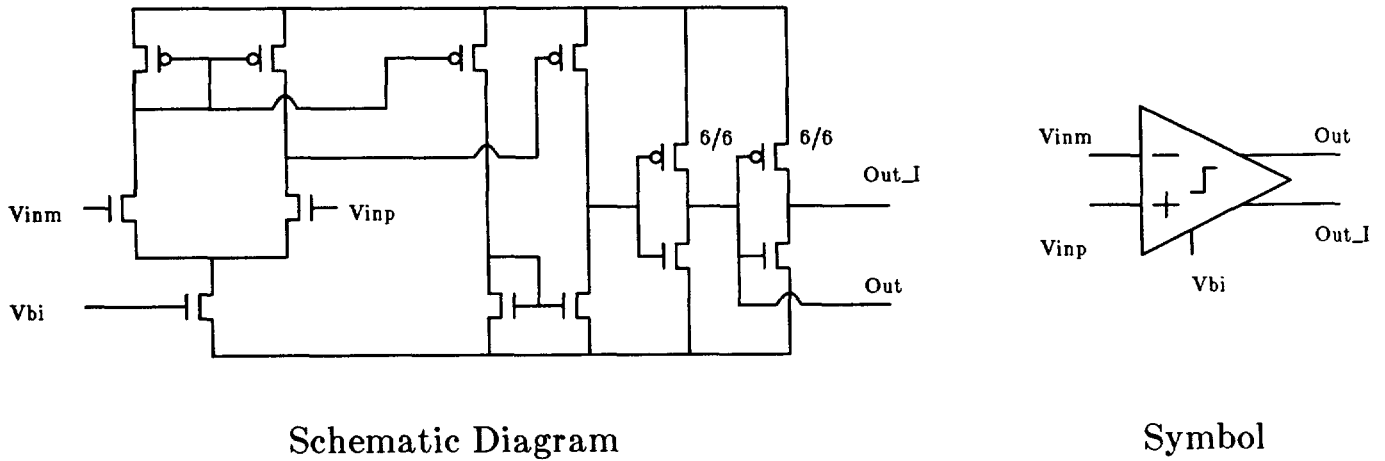 6/6
6/6
Vinm
Vinp
Vbi
Out_I
Out
Schematic Diagram
Vinm
Vinp
Vbi
Out
Out_I
Symbol